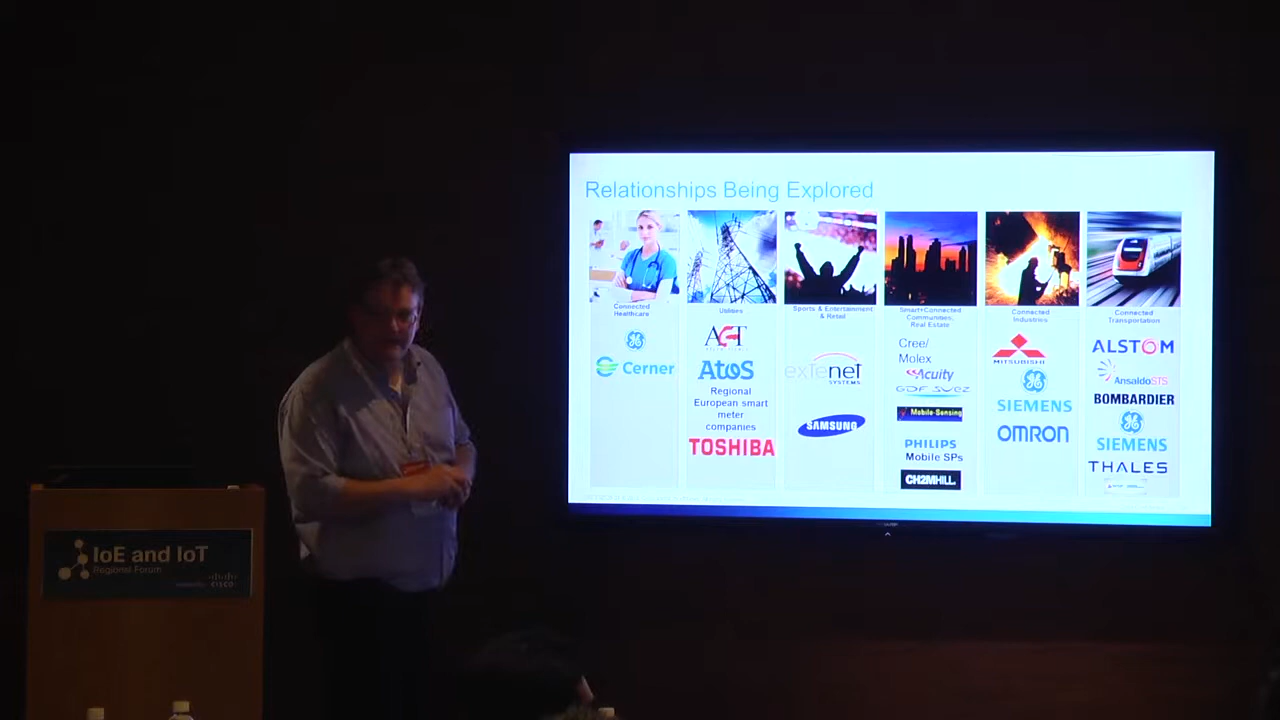 Relationships Being Explored
Connected
Healthcare
Cerner
Utilities
AGT
Atos
Regional
European smart
meter
companies
TOSHIBA
Sports & Entertainment
& Retail
exteneT
SYSTEMS
SAMSUNG
Smart+Connected
Communities,
Real Estate
Cree/
Molex
Acuity
GDF SUEZ
Mobile-Sensing
PHILIPS
Mobile SPs
CH2MHILL
Connected
Industries
MITSUBISHI
SIEMENS
OMRON
Connected
Transportation
ALSTOM
AnsaldoSTS
BOMBARDIER
SIEMENS
THALES
SHARP
IoE and IoT
Regional Forum
CISCO